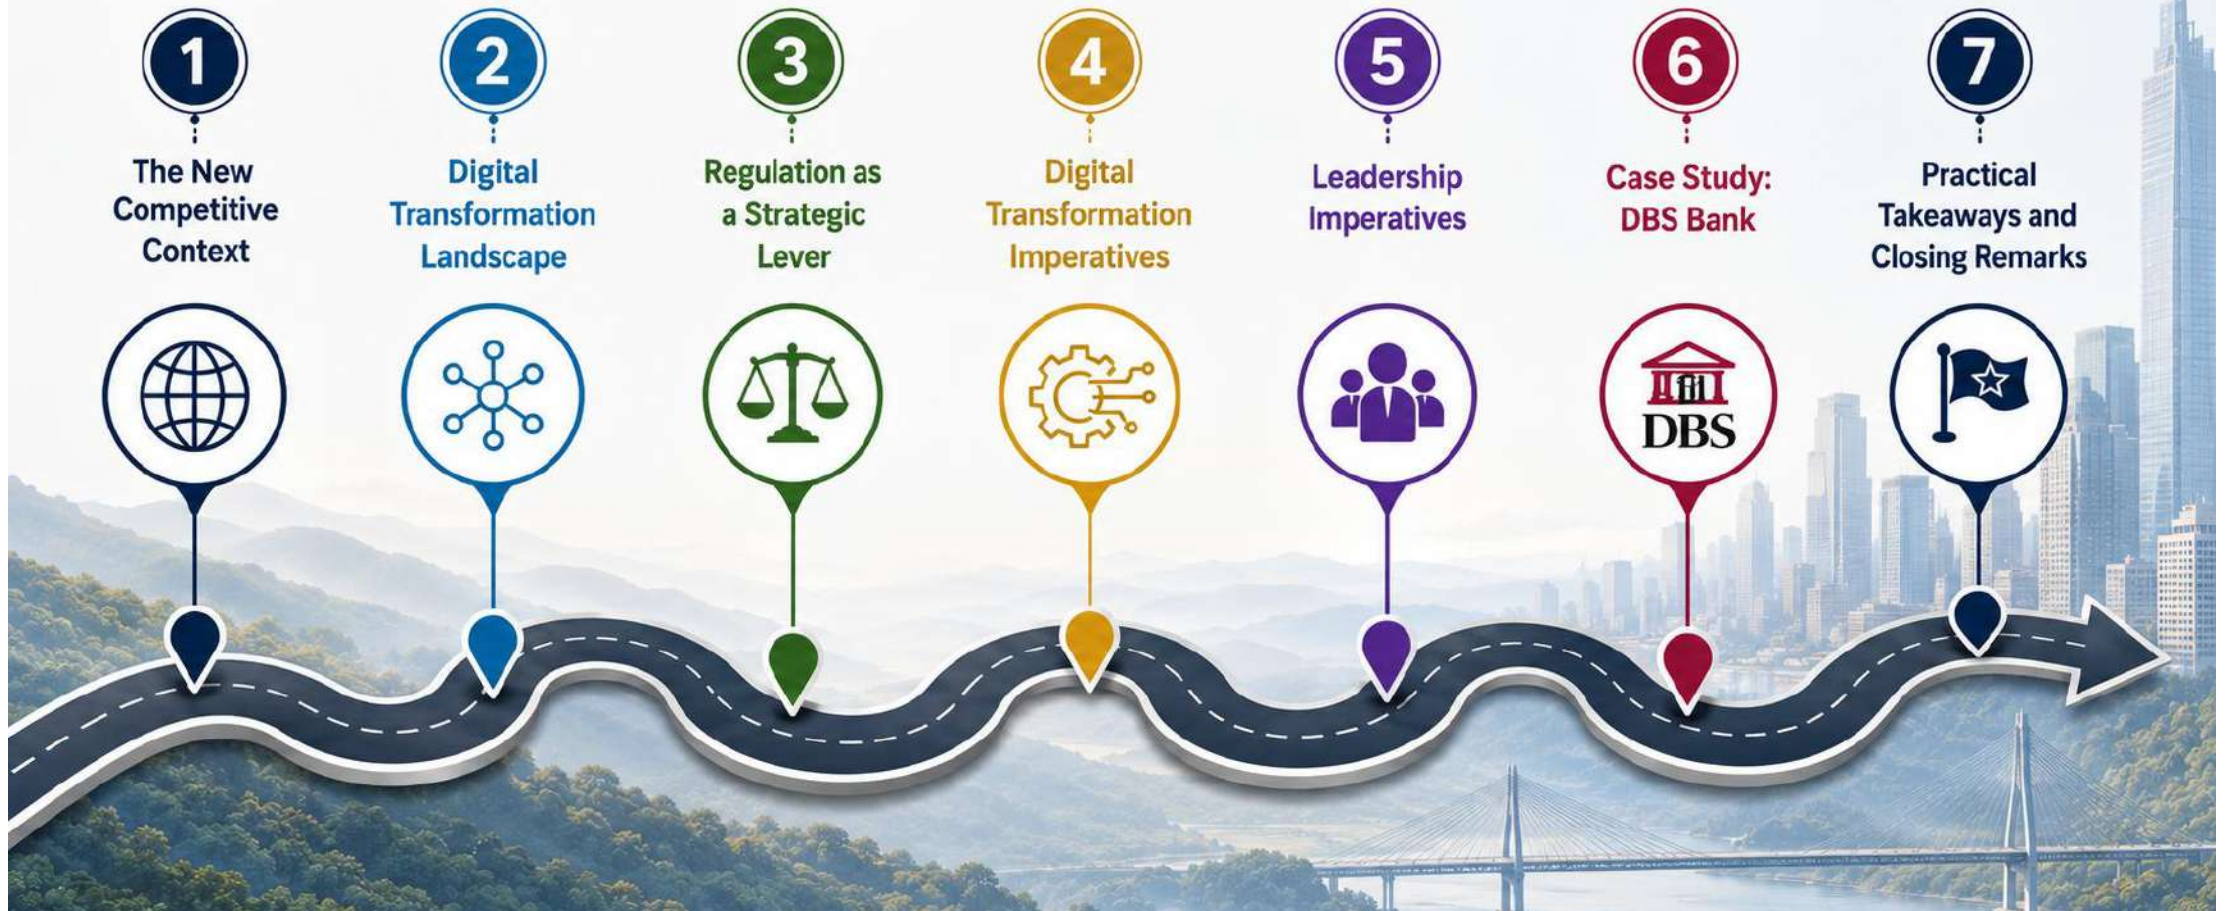 1
The New
Competitive
Context
2
Digital
Transformation
Landscape
3
Regulation as
a Strategic
Lever
4
Digital
Transformation
Imperatives
5
Leadership
Imperatives
6
Case Study:
DBS Bank
DBS
7
Practical
Takeaways and
Closing Remarks